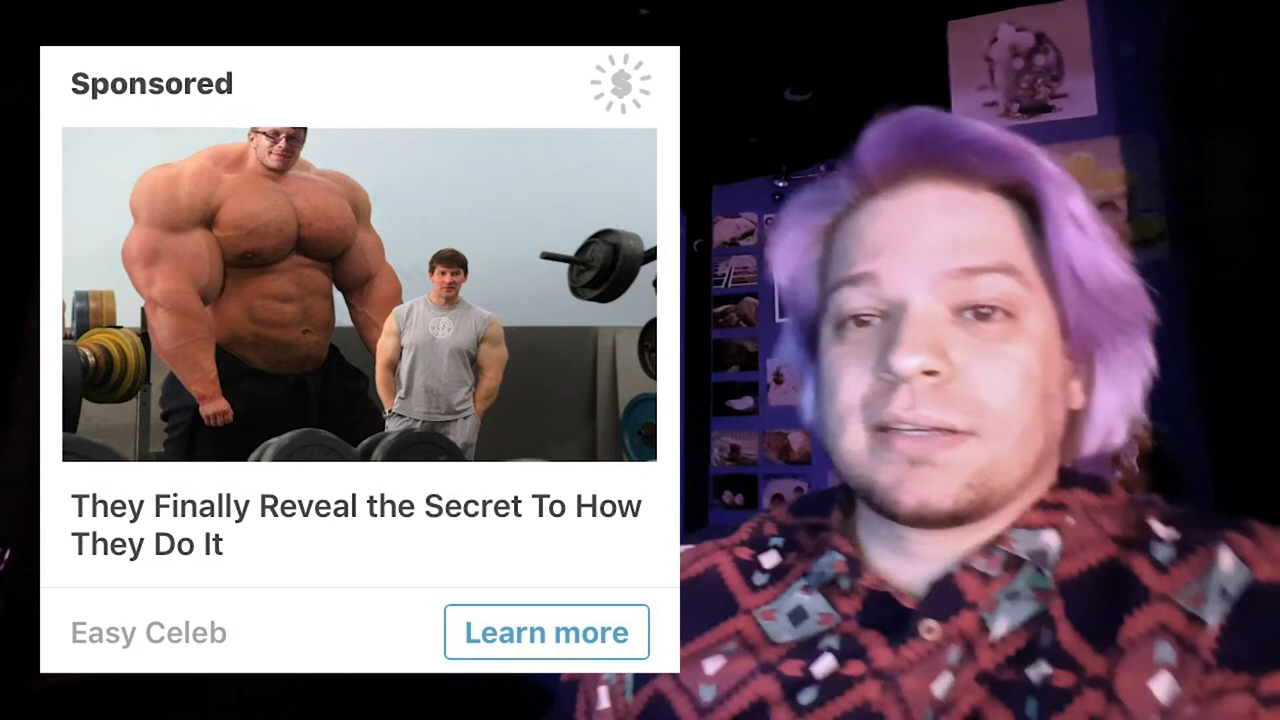 Sponsored
$
They Finally Reveal the Secret To How
They Do It
Easy Celeb
Learn more